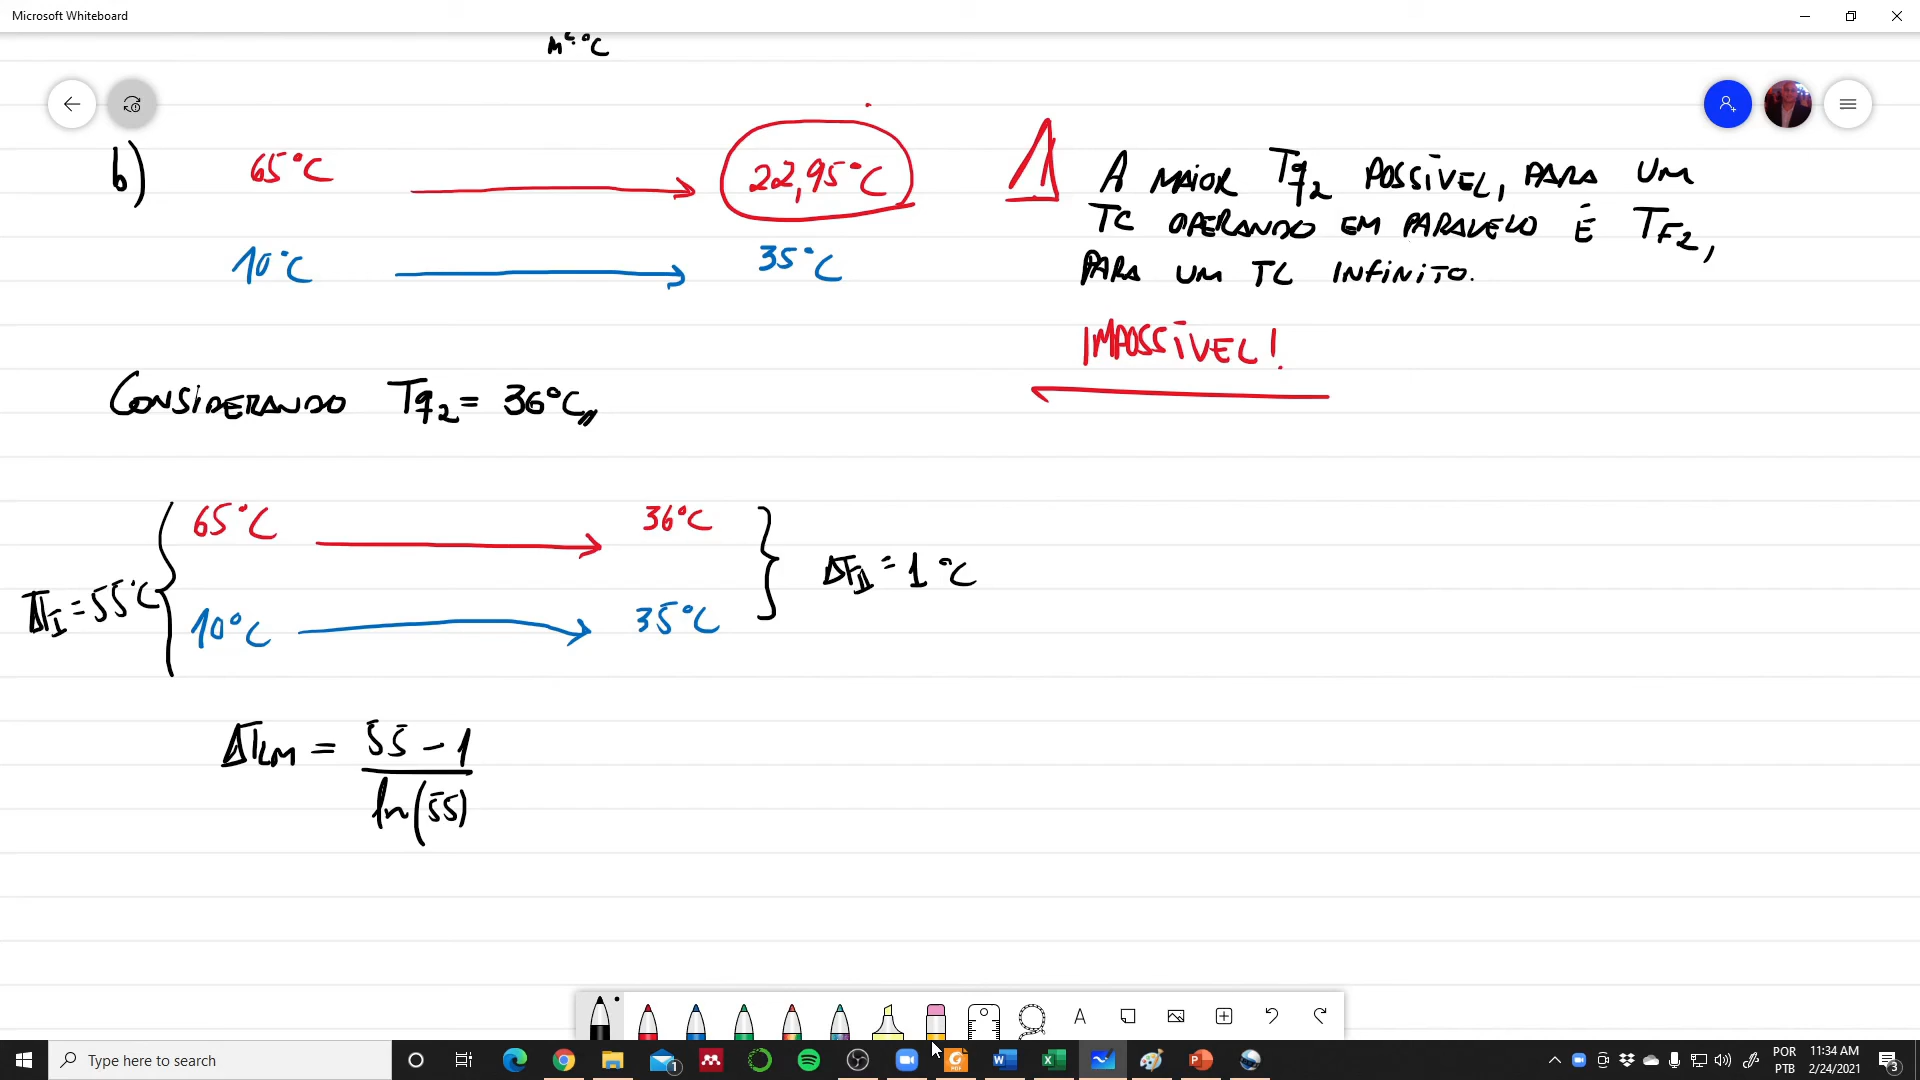 Microsoft Whiteboard
m²°C
b) 65°C 22,95°C
10°C 35°C
A MAIOR Tq2 POSSÍVEL, PARA UM
TC OPERANDO EM PARALELO É TF2,
PARA UM TC INFINITO.
IMPOSSÍVEL!
CONSIDERANDO Tq2 = 36°C
65°C 36°C
ΔTI = 55°C ΔTII = 1°C
10°C 35°C
ΔTLM = 55 - 1
ln(55)
A
Type here to search
1
POR
PTB
11:34 AM
2/24/2021
3